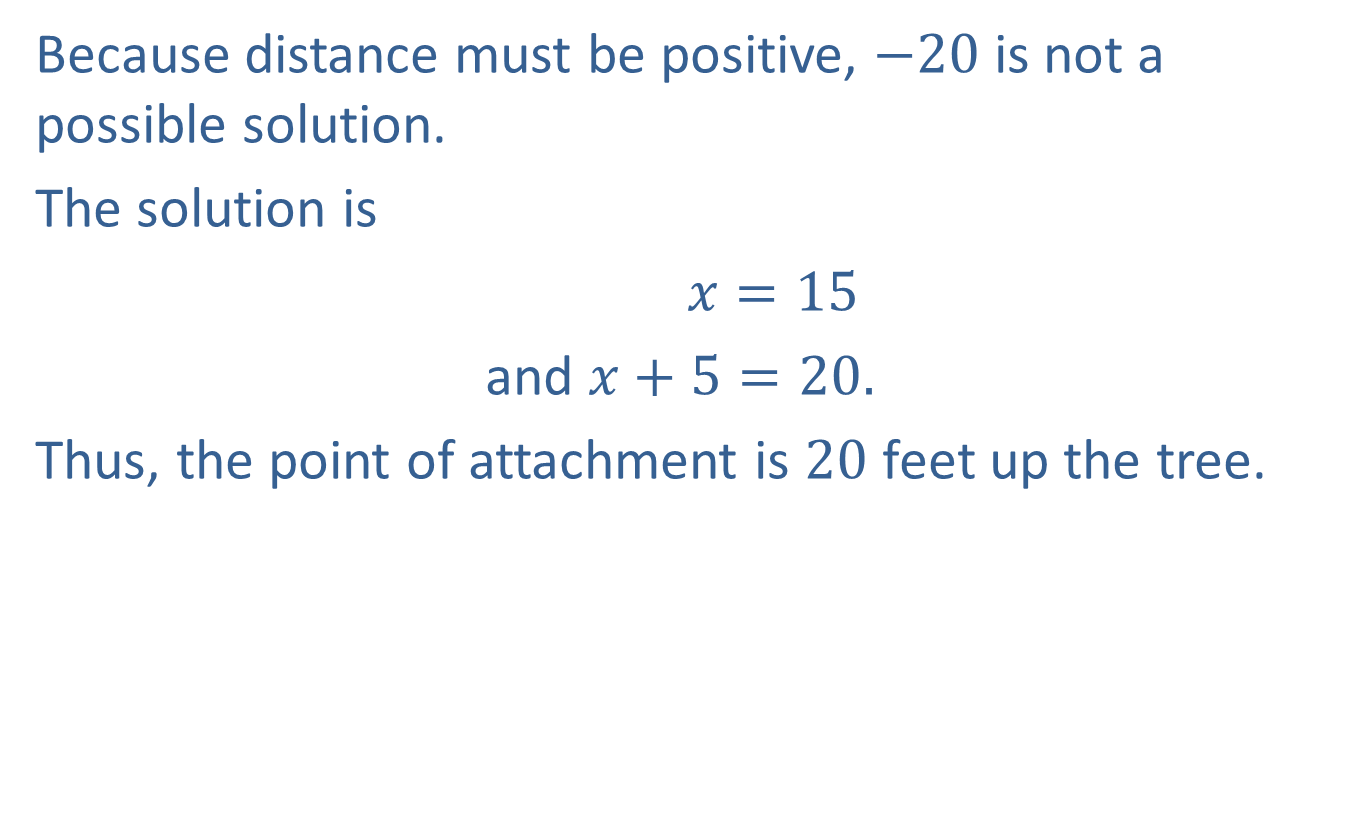 Because distance must be positive, −20 is not a
possible solution.
The solution is
x = 15
and x + 5 = 20.
Thus, the point of attachment is 20 feet up the tree.